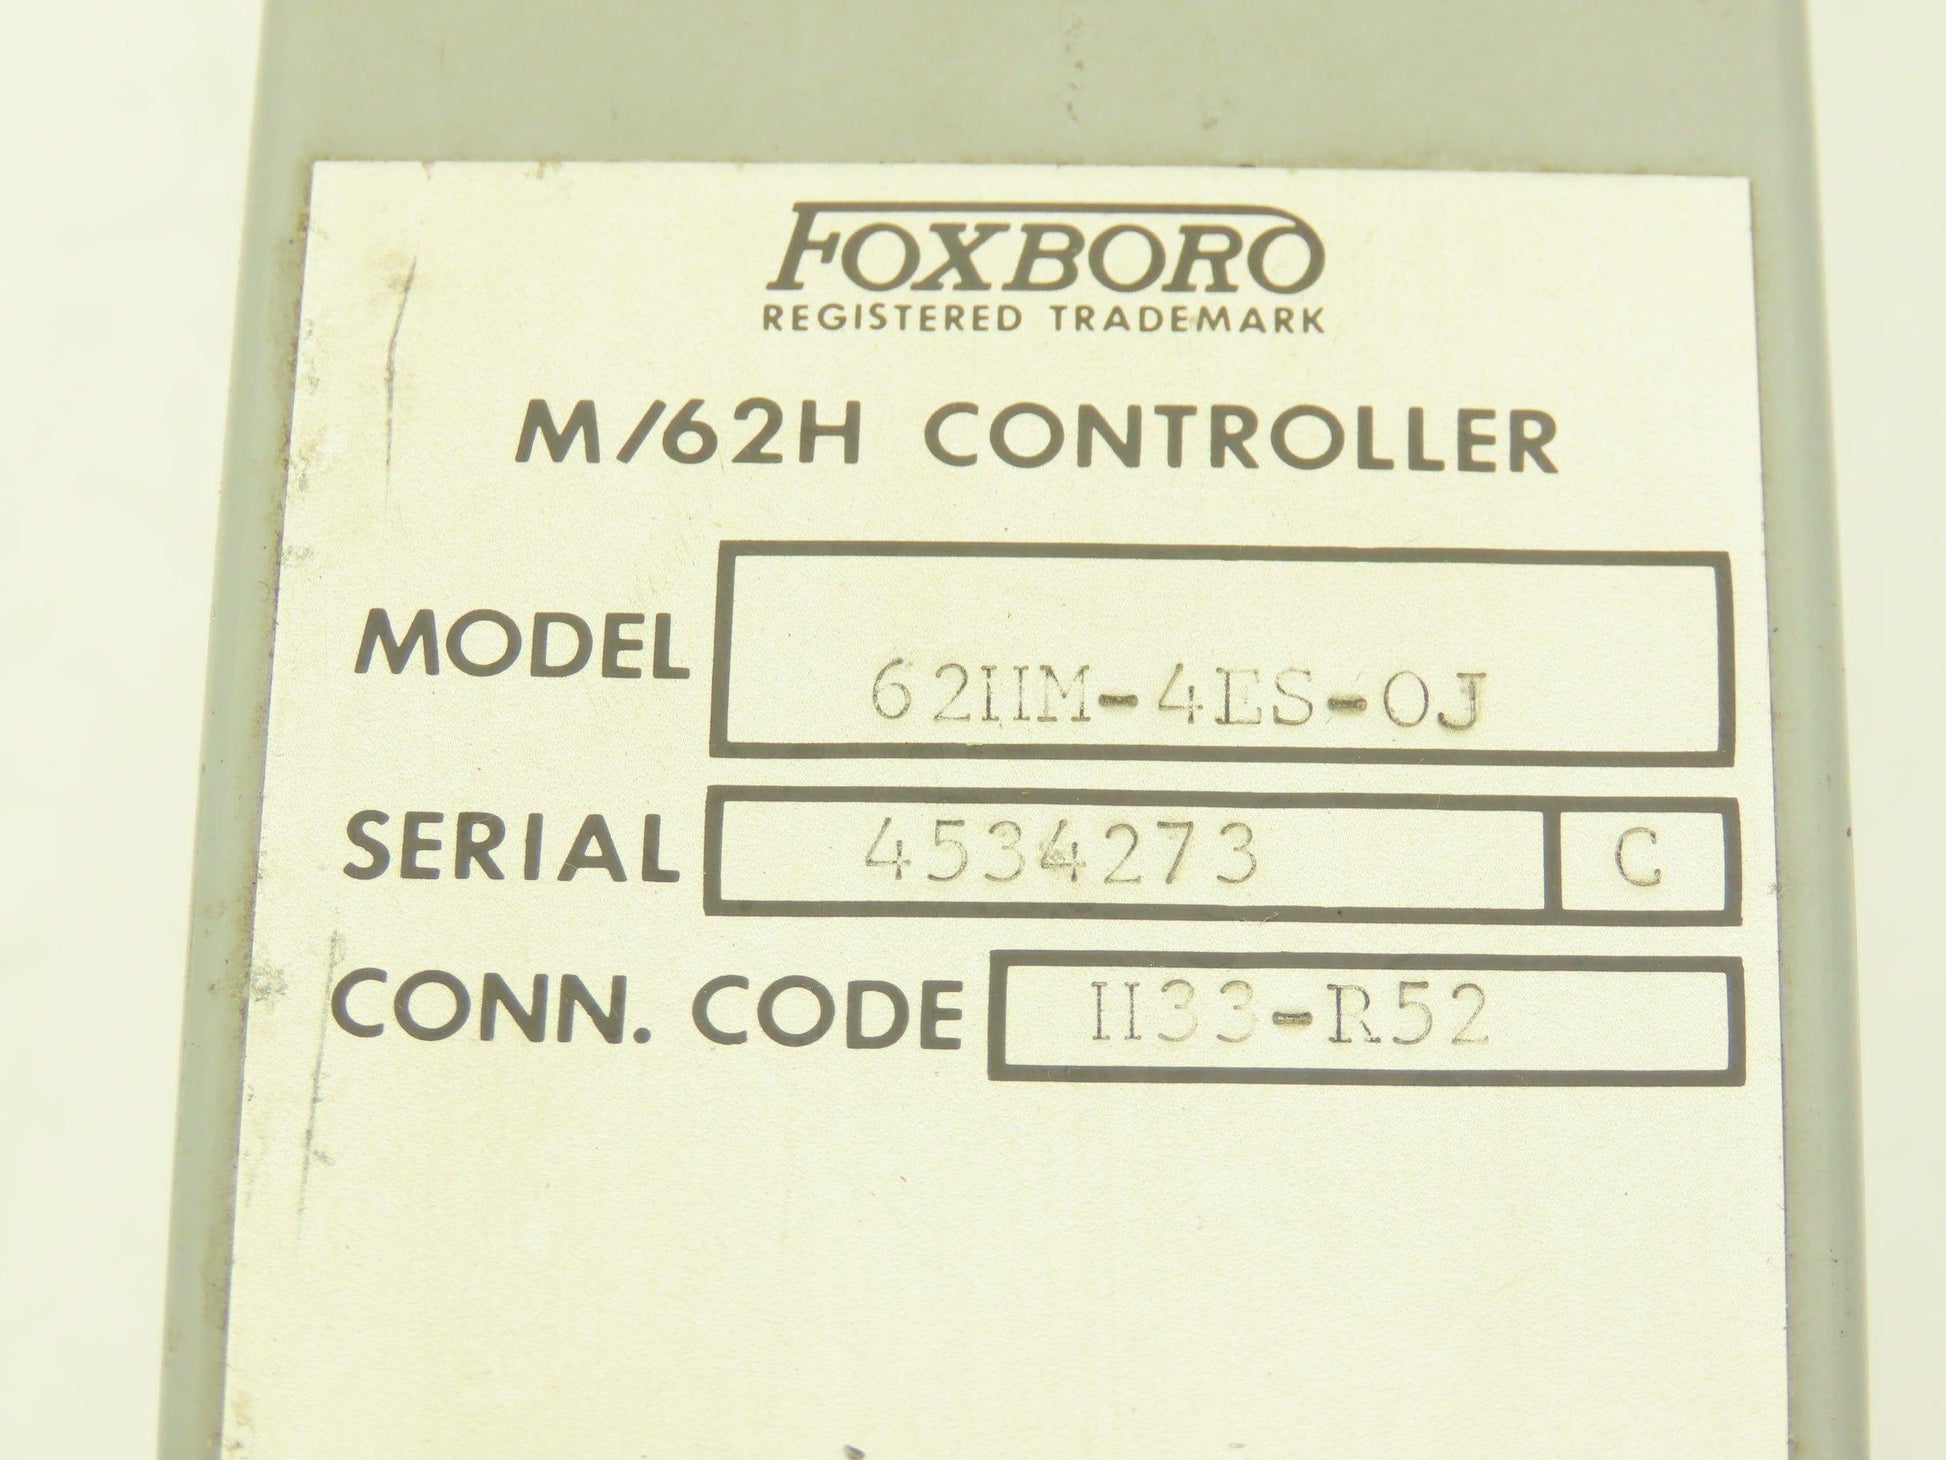 FOXBORO
REGISTERED TRADEMARK
M/62H CONTROLLER
MODEL 62HM-4ES-OJ
SERIAL 4534273 C
CONN. CODE H33-R52